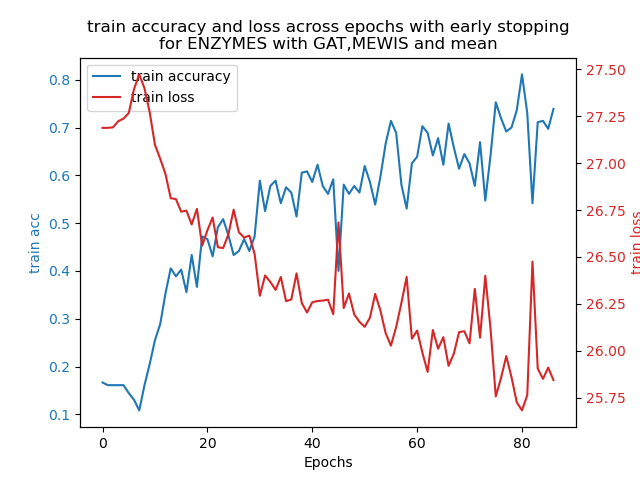 train accuracy and loss across epochs with early stopping
for ENZYMES with GAT,MEWIS and mean
train accuracy
train loss
0.8
0.7
0.6
0.5
0.4
0.3
0.2
0.1
train acc
27.50
27.25
27.00
26.75
26.50
26.25
26.00
25.75
train loss
0 20 40 60 80
Epochs